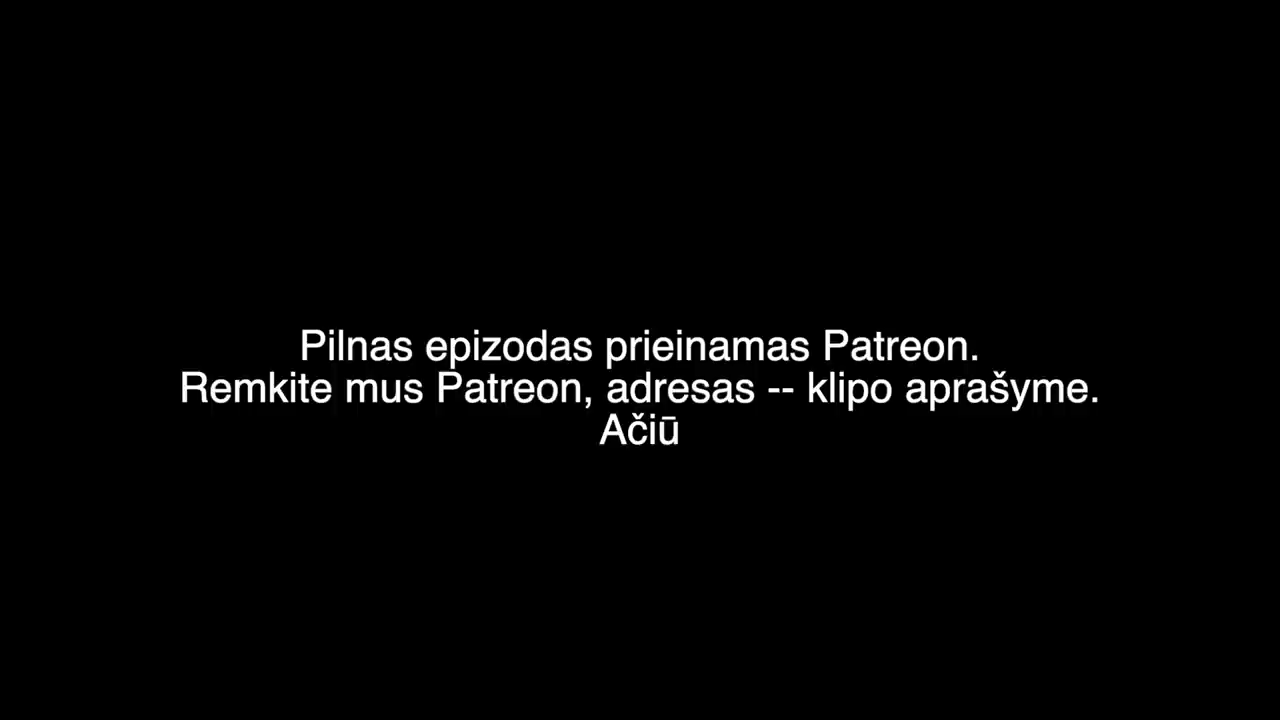 Pilnas epizodas prieinamas Patreon.
Remkite mus Patreon, adresas -- klipo aprašyme.
Ačiū